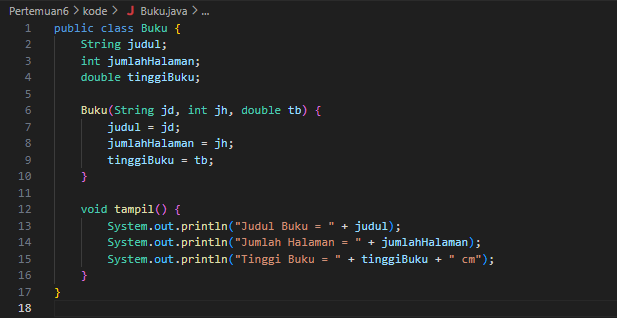 Pertemuan6 > kode > J Buku.java > ...
1 public class Buku {
2 String judul;
3 int jumlahHalaman;
4 double tinggiBuku;
5
6 Buku(String jd, int jh, double tb) {
7 judul = jd;
8 jumlahHalaman = jh;
9 tinggiBuku = tb;
10 }
11
12 void tampil() {
13 System.out.println("Judul Buku = " + judul);
14 System.out.println("Jumlah Halaman = " + jumlahHalaman);
15 System.out.println("Tinggi Buku = " + tinggiBuku + " cm");
16 }
17 }
18